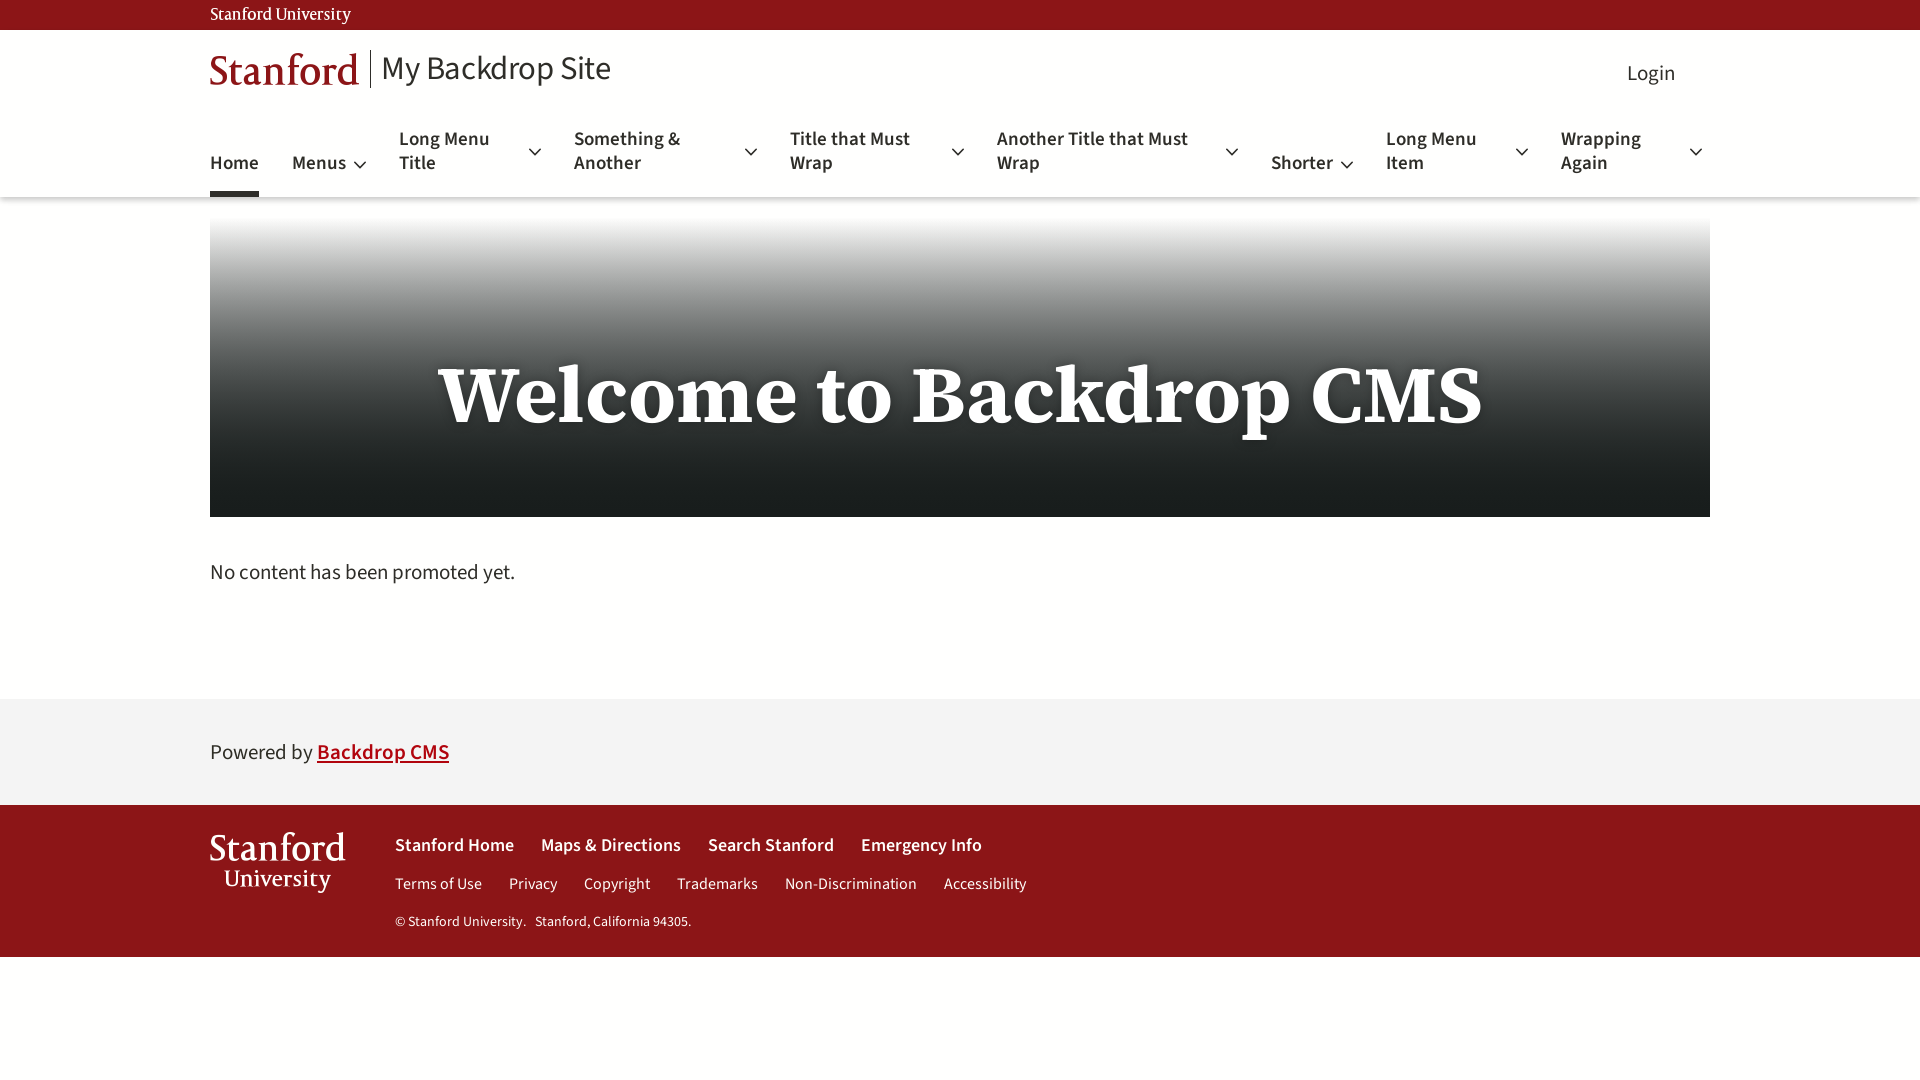 Stanford University
Stanford My Backdrop Site
Login
Home
Menus
Long Menu
Title
Something &
Another
Title that Must
Wrap
Another Title that Must
Wrap
Shorter
Long Menu
Item
Wrapping
Again
Welcome to Backdrop CMS
No content has been promoted yet.
Powered by Backdrop CMS
Stanford
University
Stanford Home Maps & Directions Search Stanford Emergency Info
Terms of Use Privacy Copyright Trademarks Non-Discrimination Accessibility
© Stanford University. Stanford, California 94305.